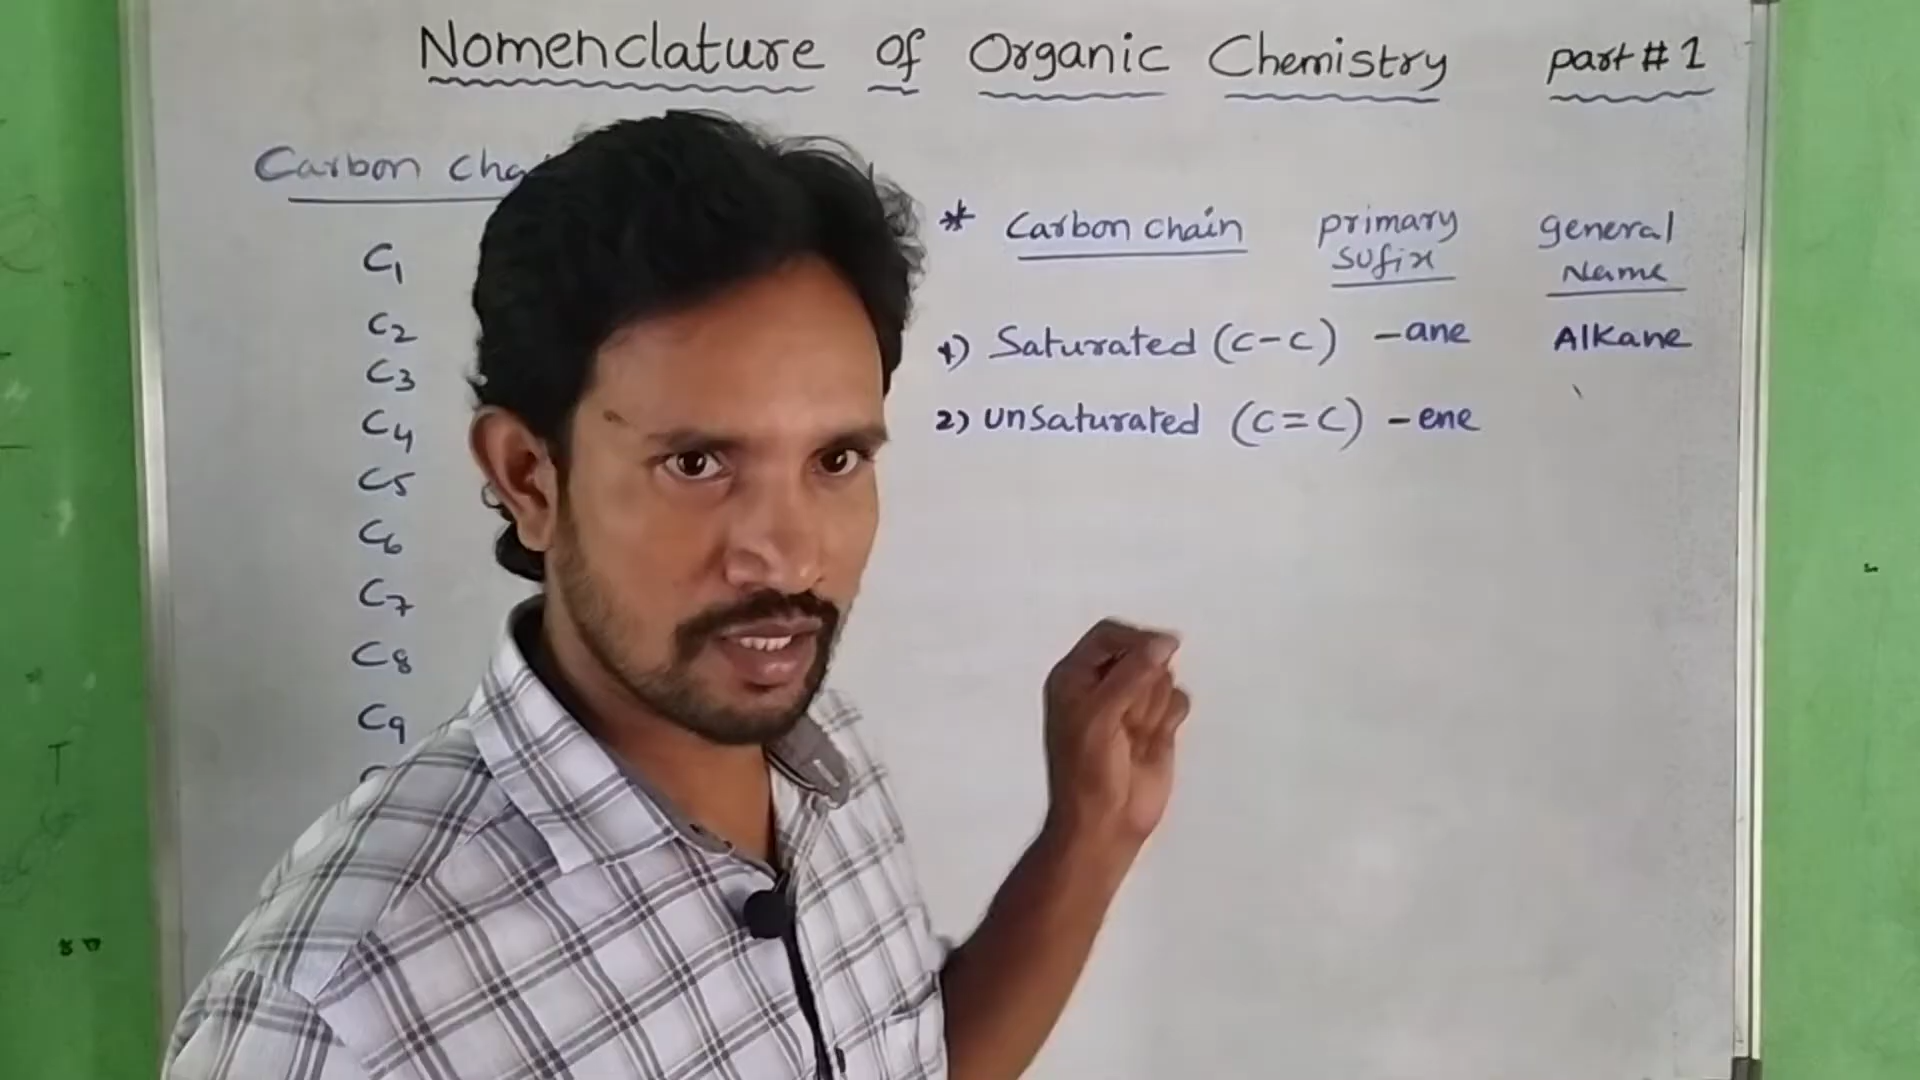 Nomenclature of Organic Chemistry part # 1
Carbon
C1
C2
C3
C4
C5
C6
C7
C8
C9
* Carbon chain primary sufix general Name
1) Saturated (C-C) -ane Alkane
2) unsaturated (C=C) -ene